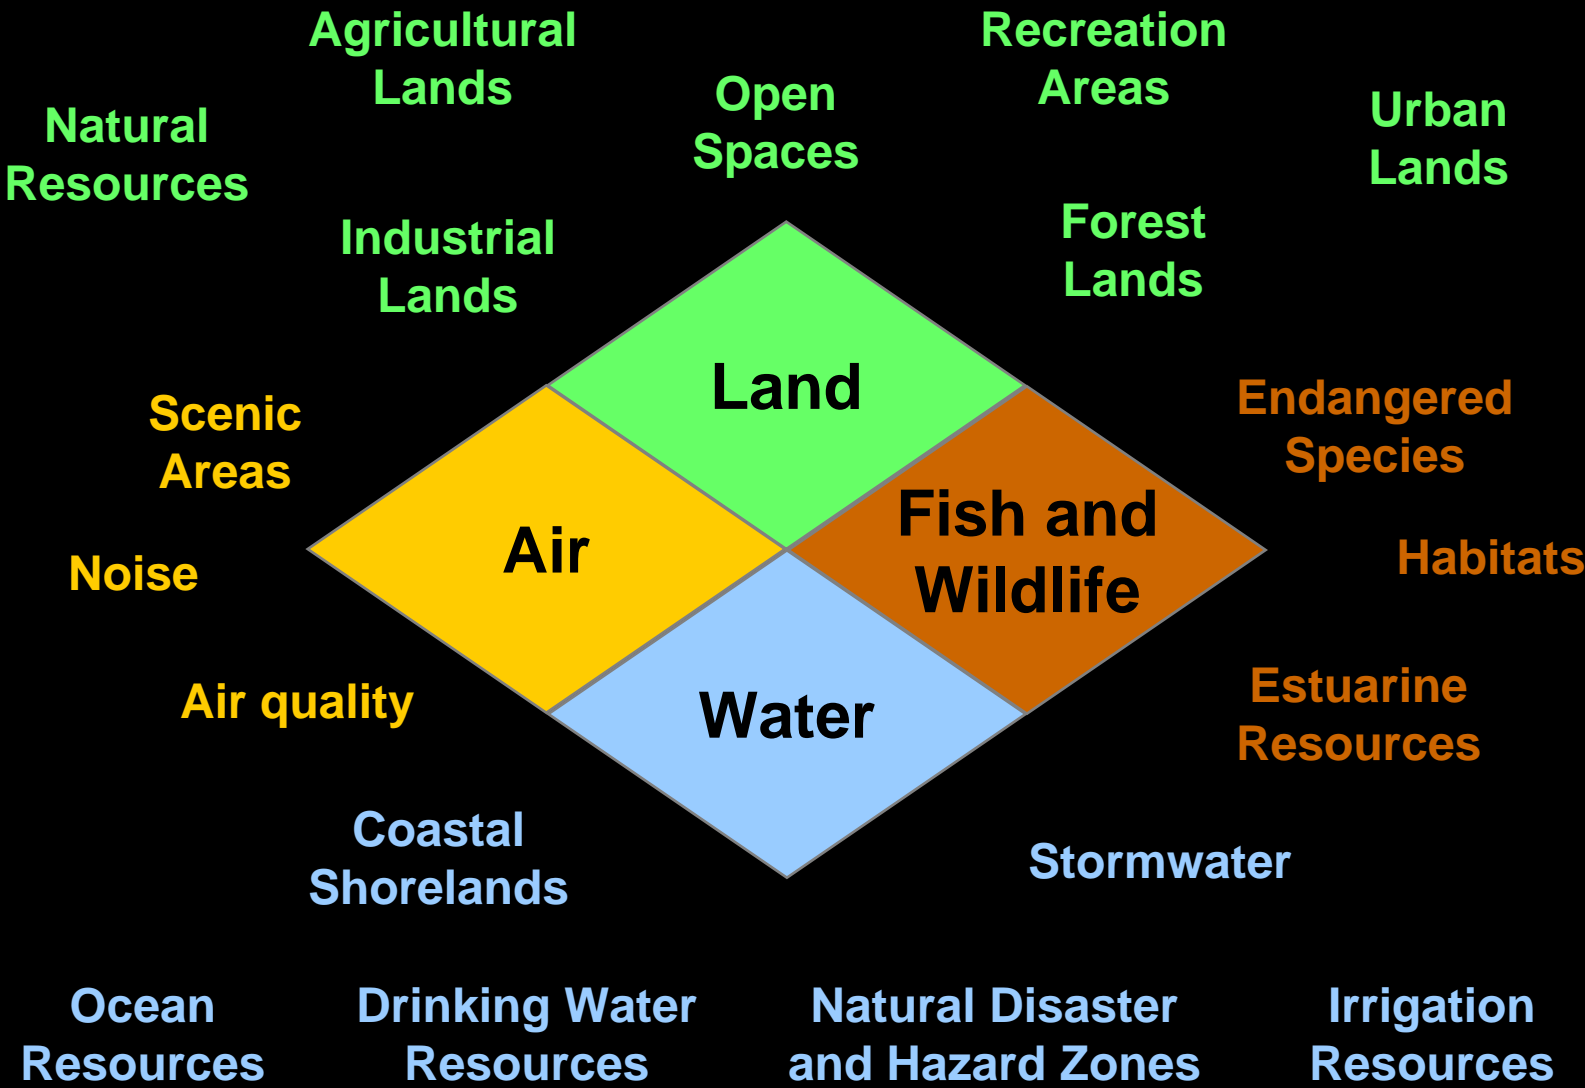 Agricultural
Lands
Recreation
Areas
Open
Spaces
Urban
Lands
Natural
Resources
Industrial
Lands
Forest
Lands
Land
Scenic
Areas
Endangered
Species
Air
Fish and
Wildlife
Noise
Habitats
Air quality
Water
Estuarine
Resources
Coastal
Shorelands
Stormwater
Ocean
Resources
Drinking Water
Resources
Natural Disaster
and Hazard Zones
Irrigation
Resources